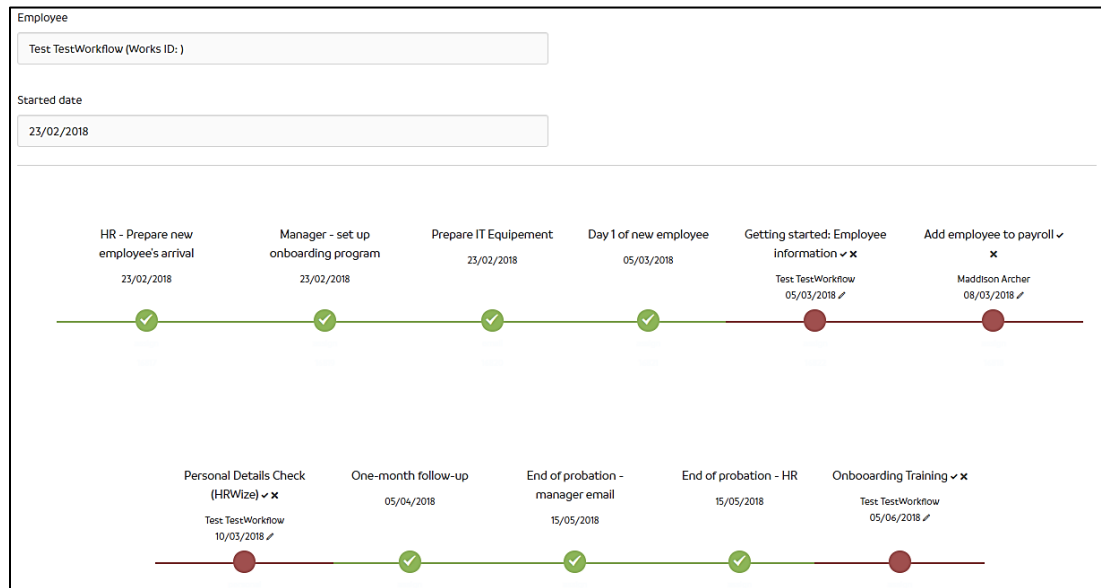 Employee
Test TestWorkflow (Works ID: )
Started date
23/02/2018
HR - Prepare new
employee's arrival
23/02/2018
Manager - set up
onboarding program
23/02/2018
Prepare IT Equipement
23/02/2018
Day 1 of new employee
05/03/2018
Getting started: Employee
information ✓ ✗
Test TestWorkflow
05/03/2018
Add employee to payroll ✓
✗
Maddison Archer
08/03/2018
Personal Details Check
(HRWize) ✓ ✗
Test TestWorkflow
10/03/2018
One-month follow-up
05/04/2018
End of probation -
manager email
15/05/2018
End of probation - HR
15/05/2018
Onbooarding Training ✓ ✗
Test TestWorkflow
05/06/2018